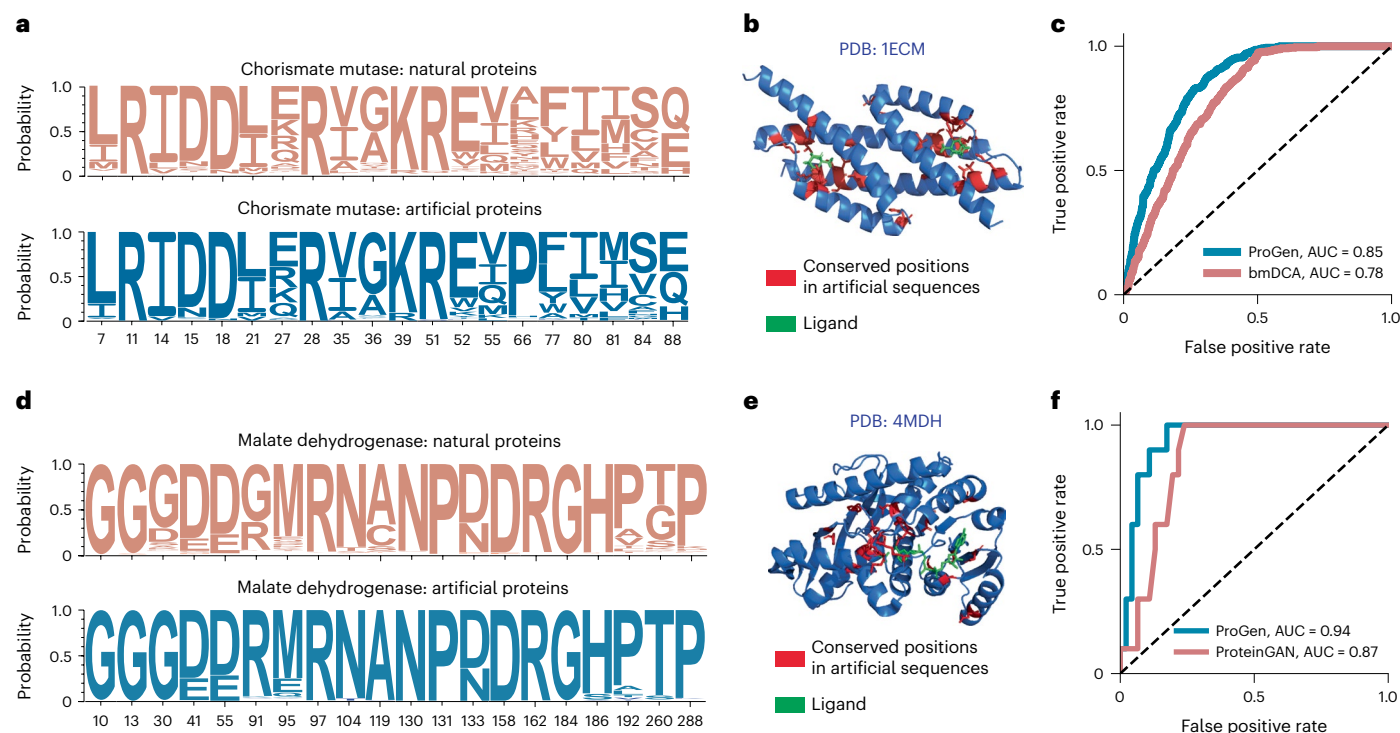 a
Chorismate mutase: natural proteins
Probability
1.0
0.5
0
Chorismate mutase: artificial proteins
Probability
1.0
0.5
0
7 11 14 15 18 21 27 28 35 36 39 51 52 55 66 77 80 81 84 88
b
PDB: 1ECM
Conserved positions
in artificial sequences
Ligand
c
True positive rate
1.0
0.5
0
ProGen, AUC = 0.85
bmDCA, AUC = 0.78
0 0.5 1.0
False positive rate
d
Malate dehydrogenase: natural proteins
Probability
1.0
0.5
0
Malate dehydrogenase: artificial proteins
Probability
1.0
0.5
0
10 13 30 41 55 91 95 97 104 119 130 131 133 158 162 184 186 192 260 288
e
PDB: 4MDH
Conserved positions
in artificial sequences
Ligand
f
True positive rate
1.0
0.5
0
ProGen, AUC = 0.94
ProteinGAN, AUC = 0.87
0 0.5 1.0
False positive rate